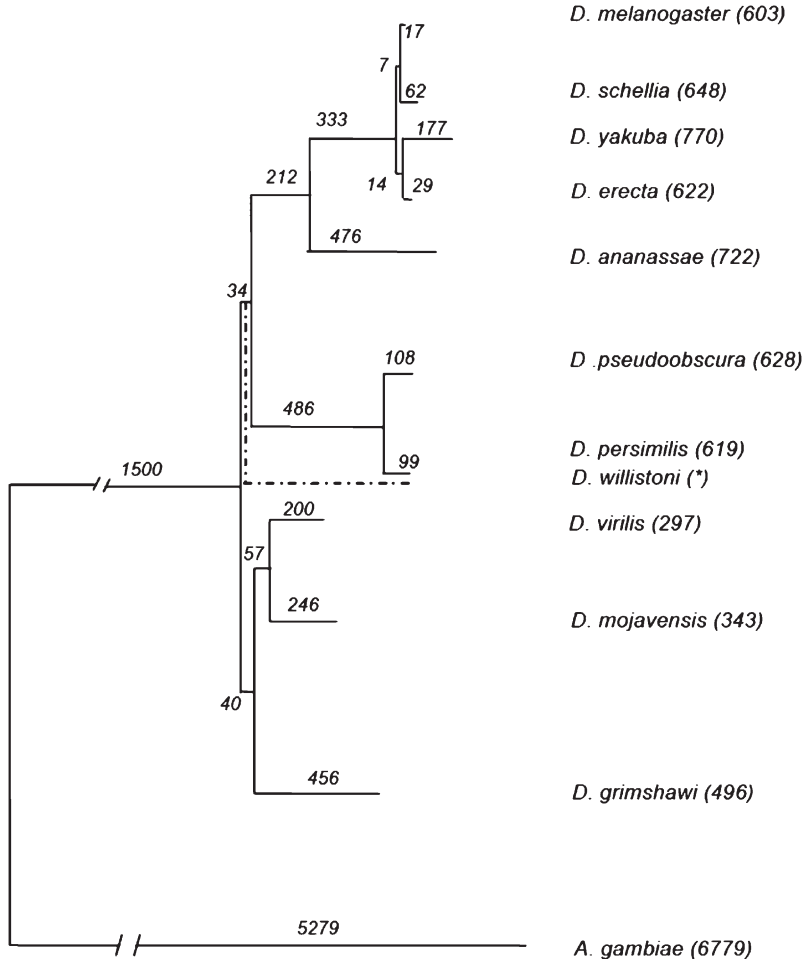 D. melanogaster (603)
17
7
62
D. schellia (648)
333
177
D. yakuba (770)
212
14
29
D. erecta (622)
476
D. ananassae (722)
34
108
D .pseudoobscura (628)
486
D. persimilis (619)
99
1500
D. willistoni (*)
200
D. virilis (297)
57
246
D. mojavensis (343)
40
456
D. grimshawi (496)
5279
A. gambiae (6779)